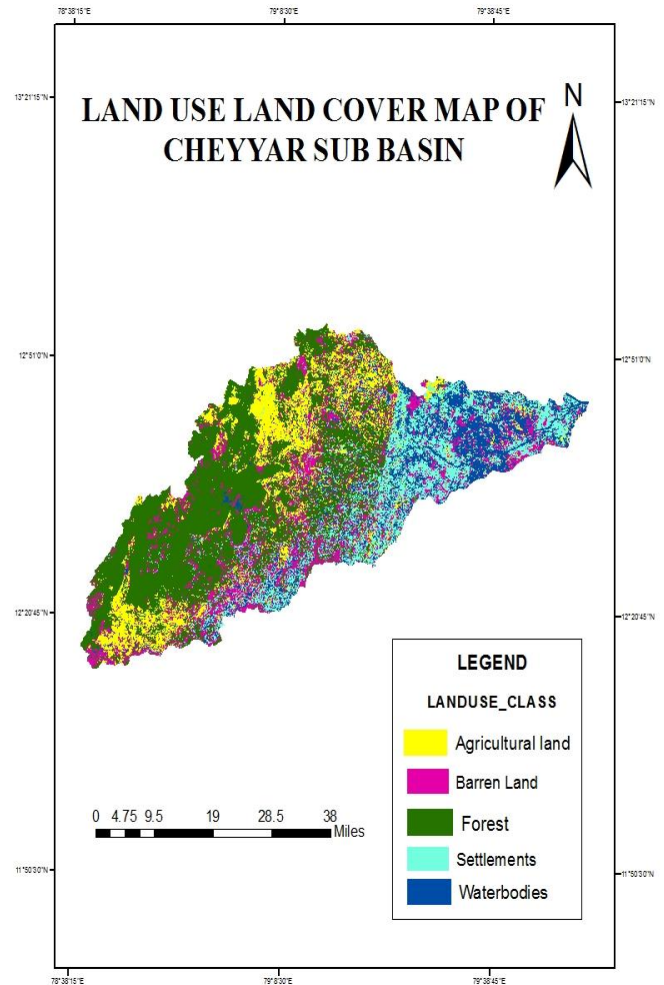 78°38'15"E 79°8'30"E 79°38'45"E
13°21'15"N 13°21'15"N
LAND USE LAND COVER MAP OF
CHEYYAR SUB BASIN
N
12°51'0"N 12°51'0"N
12°20'45"N 12°20'45"N
LEGEND
LANDUSE_CLASS
Agricultural land
Barren Land
Forest
Settlements
Waterbodies
0 4.75 9.5 19 28.5 38
Miles
11°50'30"N 11°50'30"N
78°38'15"E 79°8'30"E 79°38'45"E